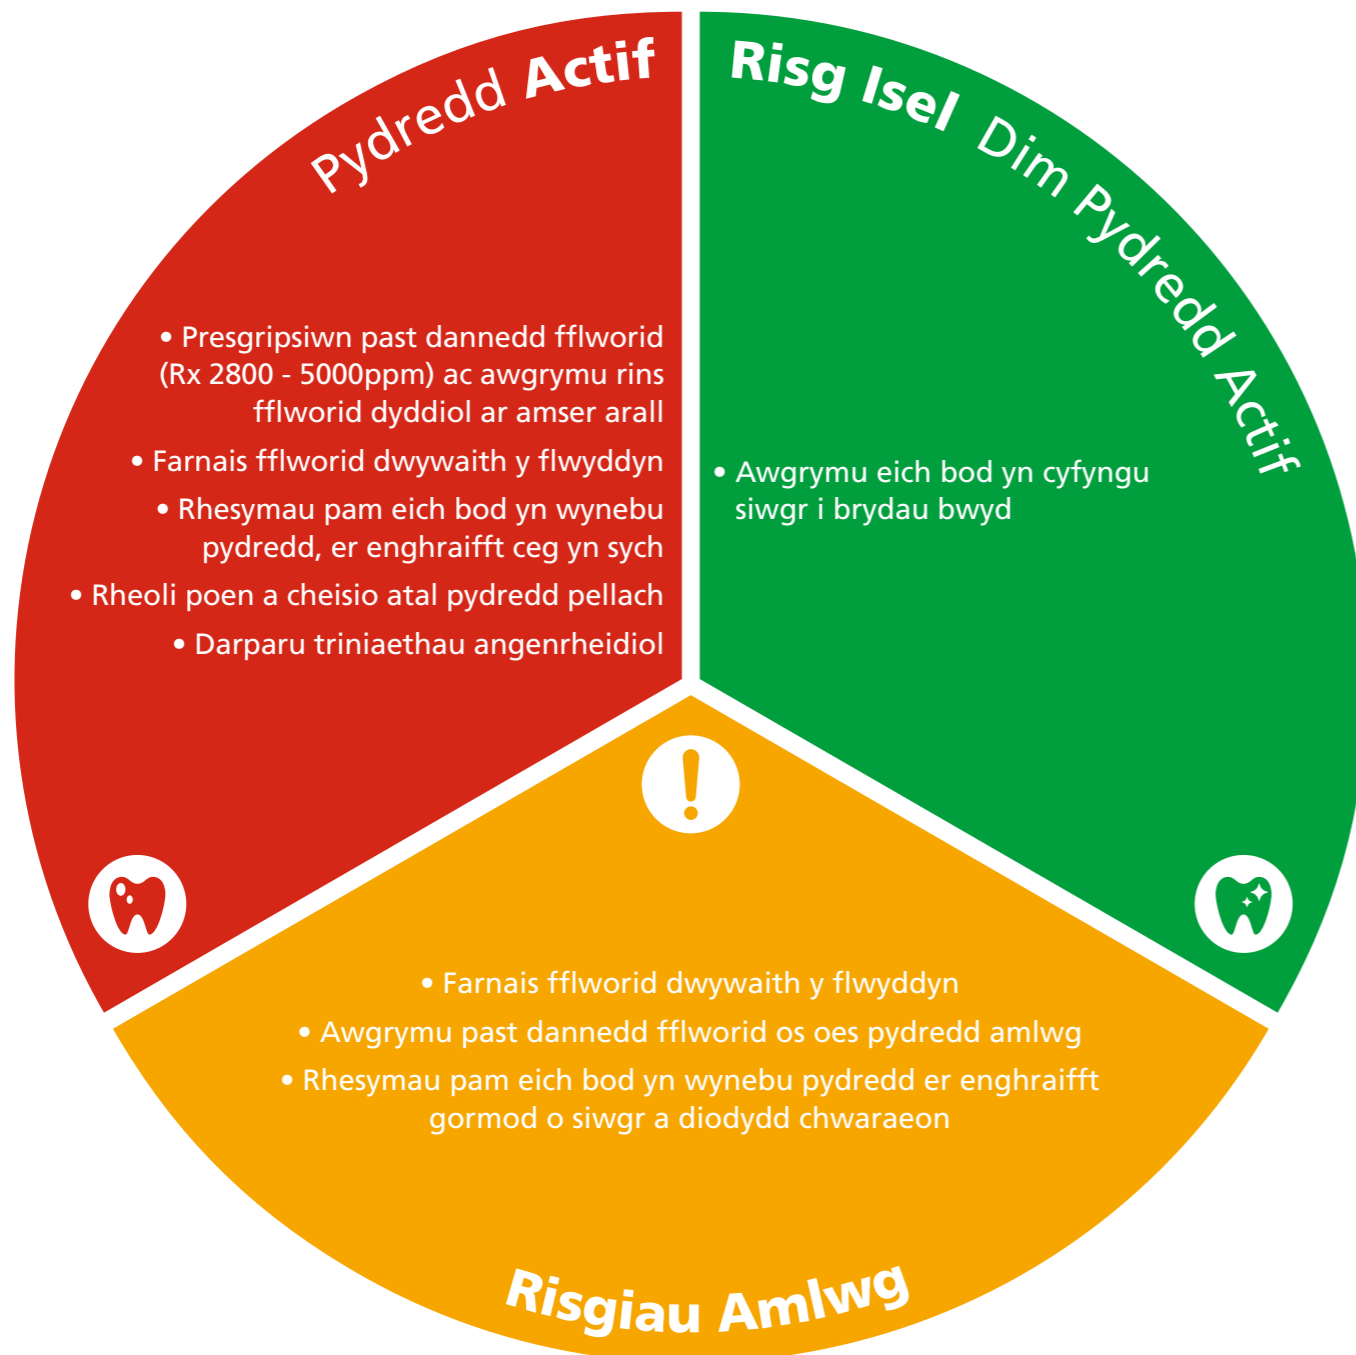 Pydredd Actif
• Presgripsiwn past dannedd fflworid
(Rx 2800 - 5000ppm) ac awgrymu rins
fflworid dyddiol ar amser arall
• Farnais fflworid dwywaith y flwyddyn
• Rhesymau pam eich bod yn wynebu
pydredd, er enghraifft ceg yn sych
• Rheoli poen a cheisio atal pydredd pellach
• Darparu triniaethau angenrheidiol
Risg Isel Dim Pydredd Actif
• Awgrymu eich bod yn cyfyngu
siwgr i brydau bwyd
!
• Farnais fflworid dwywaith y flwyddyn
• Awgrymu past dannedd fflworid os oes pydredd amlwg
• Rhesymau pam eich bod yn wynebu pydredd er enghraifft
gormod o siwgr a diodydd chwaraeon
Risgiau Amlwg